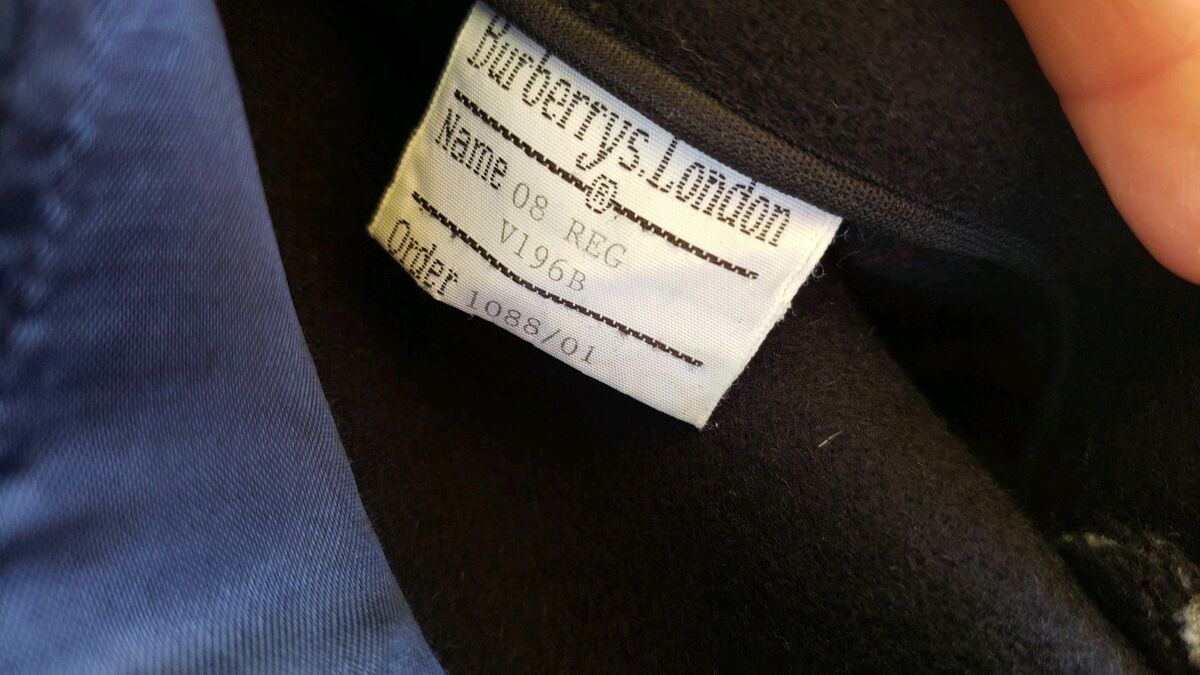 Burberrys.London
®
Name 08 REG
V196B
Order 1088/01